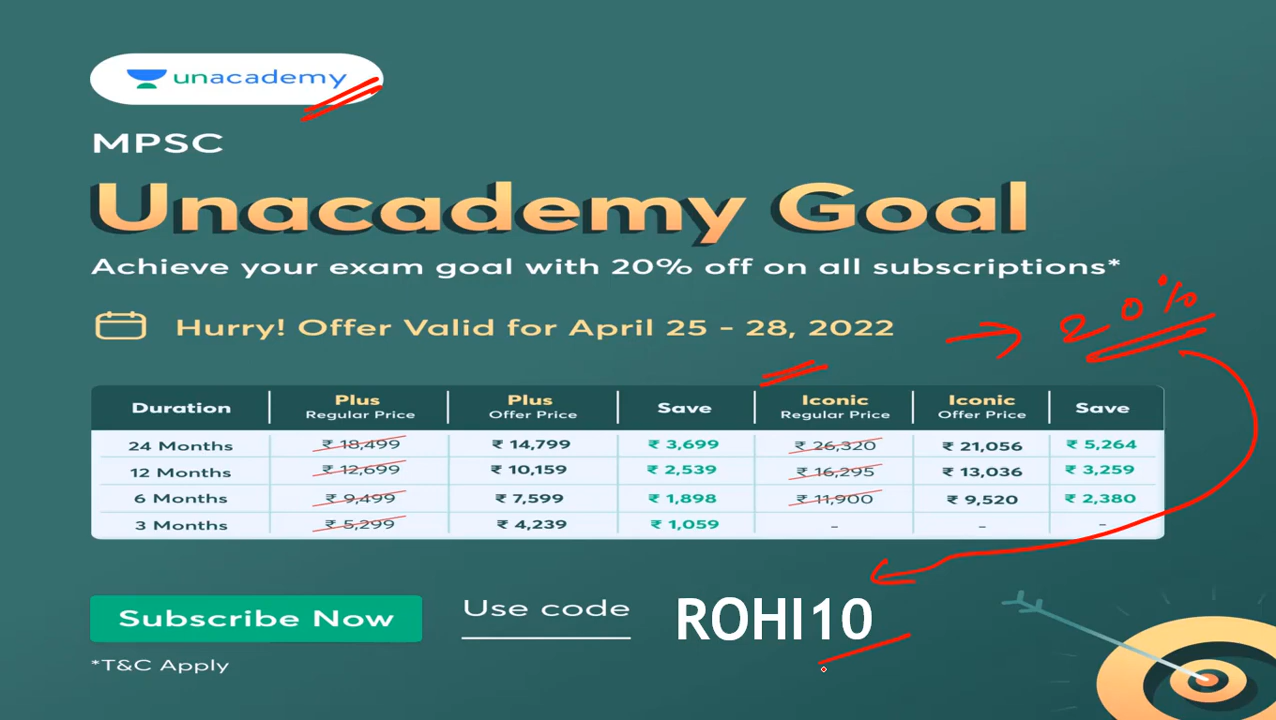 unacademy
MPSC
Unacademy Goal
Achieve your exam goal with 20% off on all subscriptions*
Hurry! Offer Valid for April 25 - 28, 2022
20%
Duration Plus Regular Price Plus Offer Price Save Iconic Regular Price Iconic Offer Price Save
24 Months ₹ 18,499 ₹ 14,799 ₹ 3,699 ₹ 26,320 ₹ 21,056 ₹ 5,264
12 Months ₹ 12,699 ₹ 10,159 ₹ 2,539 ₹ 16,295 ₹ 13,036 ₹ 3,259
6 Months ₹ 9,499 ₹ 7,599 ₹ 1,898 ₹ 11,900 ₹ 9,520 ₹ 2,380
3 Months ₹ 5,299 ₹ 4,239 ₹ 1,059 - - -
Subscribe Now Use code ROHI10
*T&C Apply